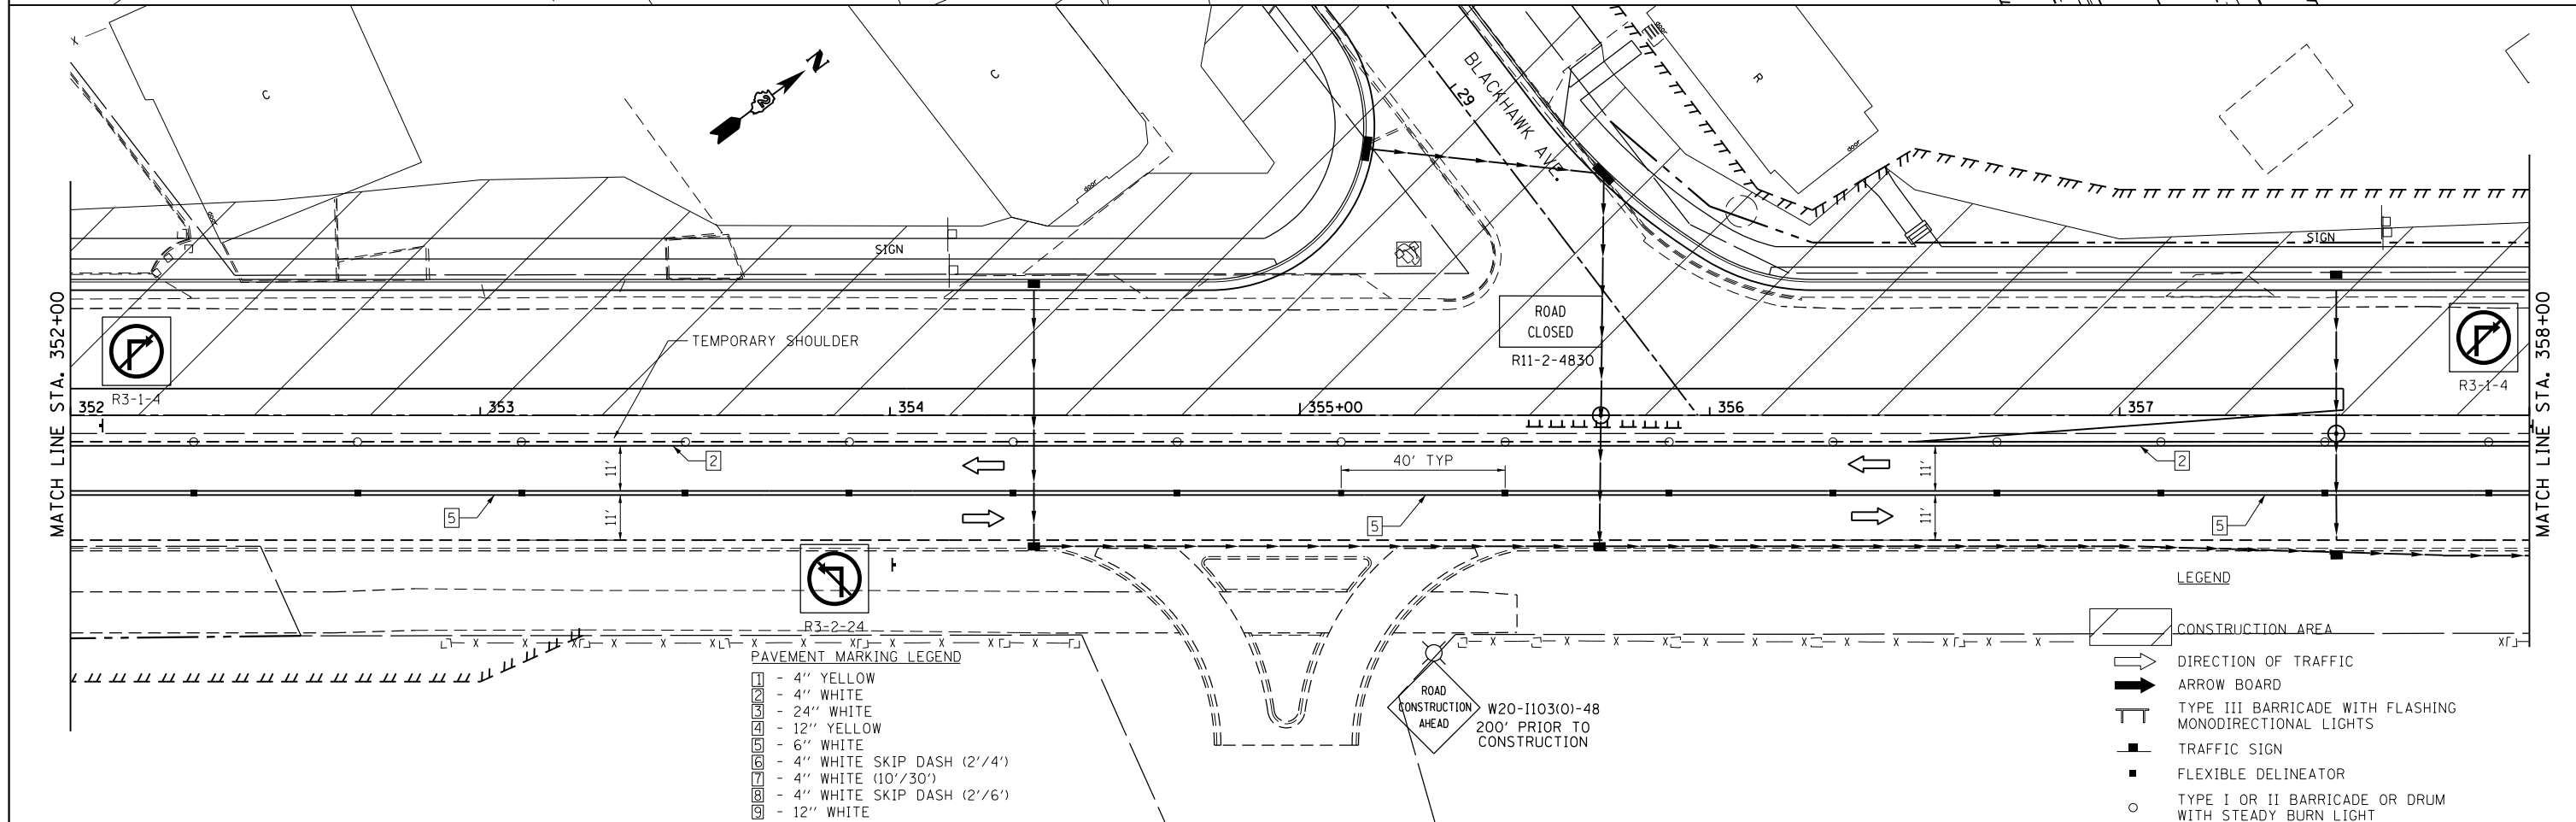 C
N
2
C
BLACKHAWK AVE.
29
door
R
door
door
door
SIGN
SIGN
MATCH LINE STA. 352+00
R3-1-4
TEMPORARY SHOULDER
ROAD
CLOSED
R11-2-4830
R3-1-4
MATCH LINE STA. 358+00
352
353
354
355+00
356
357
2
11'
11'
5
40' TYP
5
11'
11'
2
5
R3-2-24
PAVEMENT MARKING LEGEND
1 - 4'' YELLOW
2 - 4'' WHITE
3 - 24'' WHITE
4 - 12'' YELLOW
5 - 6'' WHITE
6 - 4'' WHITE SKIP DASH (2'/4')
7 - 4'' WHITE (10'/30')
8 - 4'' WHITE SKIP DASH (2'/6')
9 - 12'' WHITE
ROAD
CONSTRUCTION
AHEAD
W20-I103(0)-48
200' PRIOR TO
CONSTRUCTION
LEGEND
CONSTRUCTION AREA
DIRECTION OF TRAFFIC
ARROW BOARD
TYPE III BARRICADE WITH FLASHING
MONODIRECTIONAL LIGHTS
TRAFFIC SIGN
FLEXIBLE DELINEATOR
TYPE I OR II BARRICADE OR DRUM
WITH STEADY BURN LIGHT